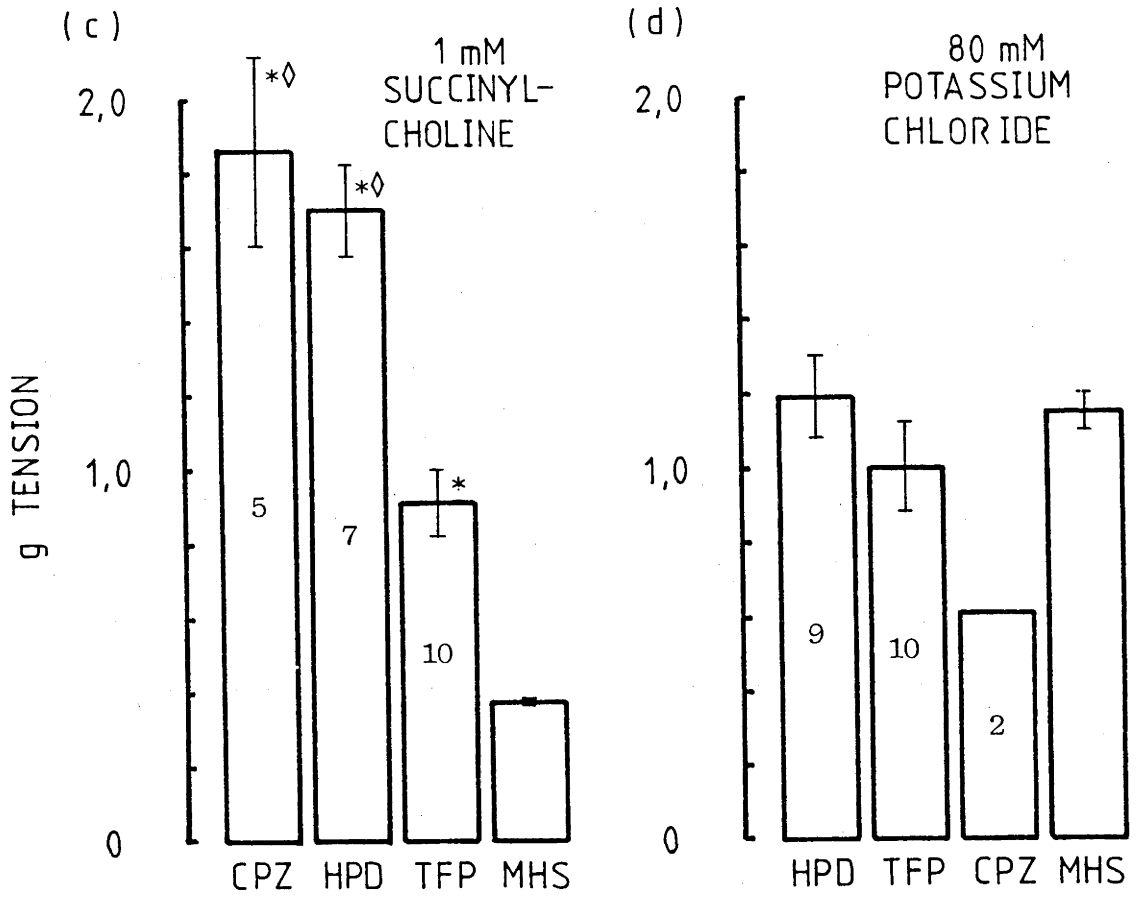 (c)
1 mM
SUCCINYL-
CHOLINE
*◊
*◊
*
2,0
1,0
0
g TENSION
5
7
10
CPZ HPD TFP MHS
(d)
80 mM
POTASSIUM
CHLORIDE
2,0
1,0
0
9
10
2
HPD TFP CPZ MHS